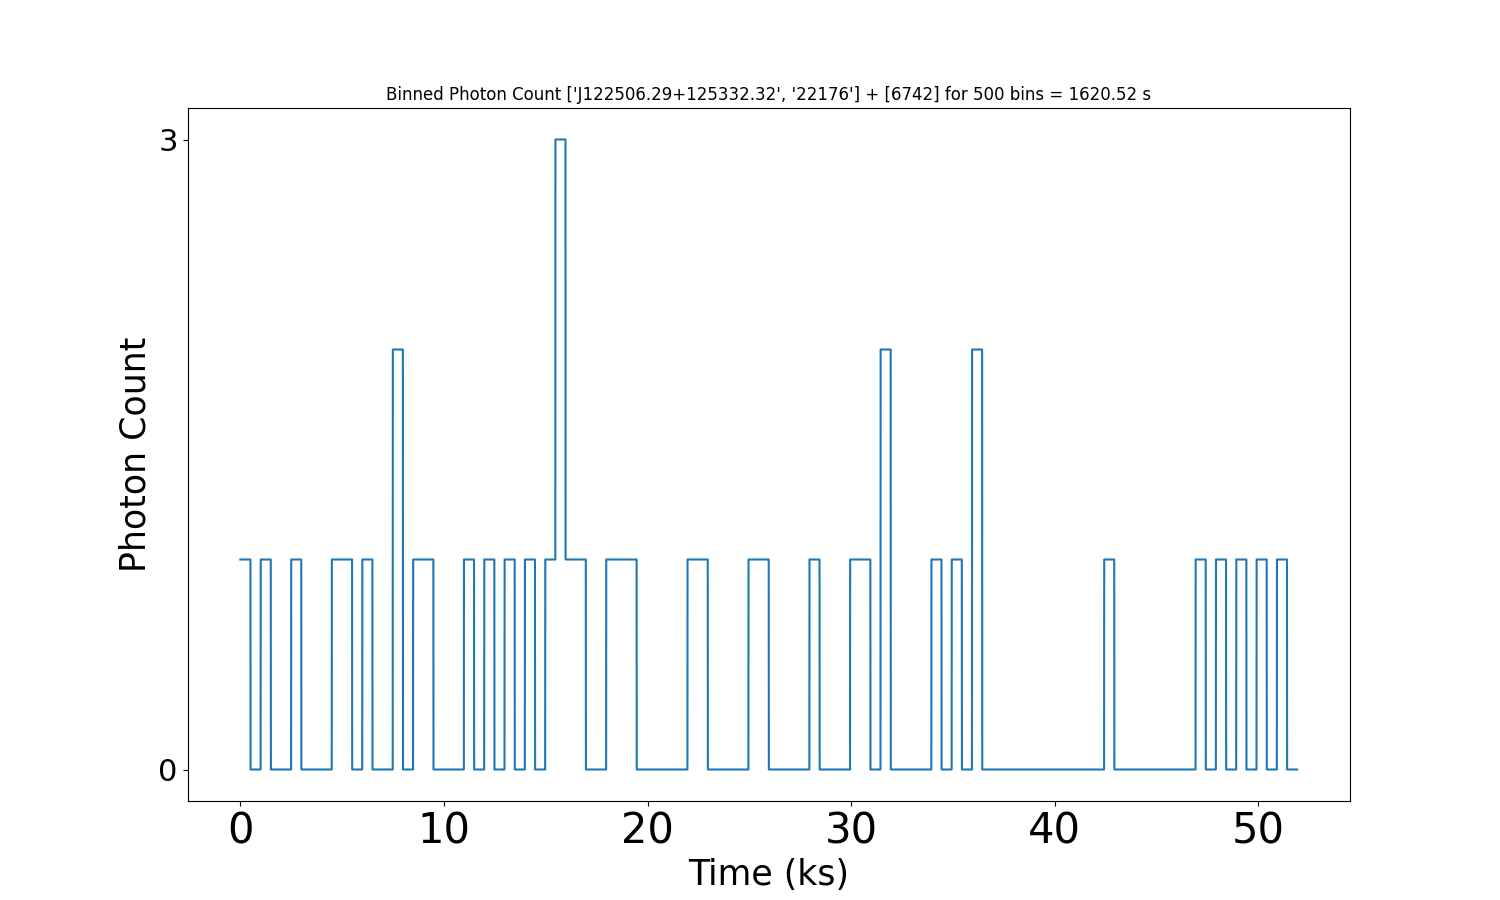 Binned Photon Count ['J122506.29+125332.32', '22176'] + [6742] for 500 bins = 1620.52 s
3
0
Photon Count
0 10 20 30 40 50
Time (ks)